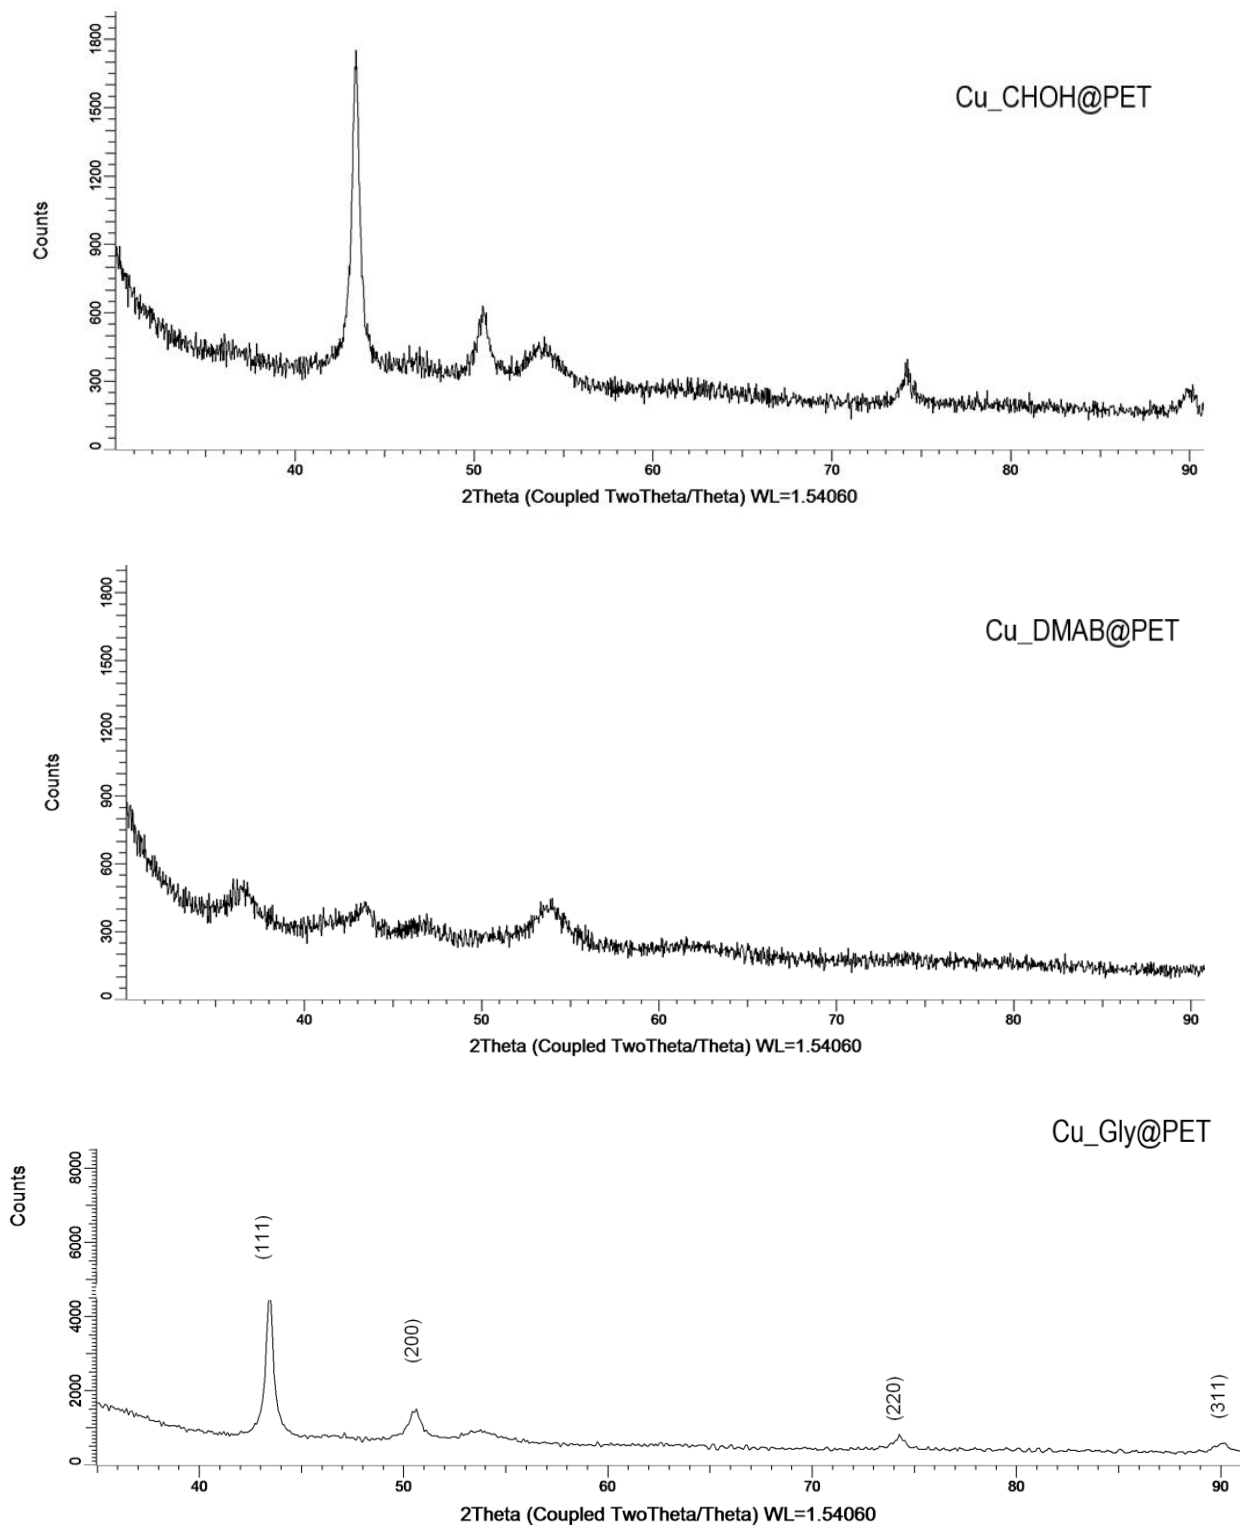 Cu_CHOH@PET
Counts
1800
1500
1200
900
600
300
0
40 50 60 70 80 90
2Theta (Coupled TwoTheta/Theta) WL=1.54060
Cu_DMAB@PET
Counts
1800
1500
1200
900
600
300
0
40 50 60 70 80 90
2Theta (Coupled TwoTheta/Theta) WL=1.54060
Cu_Gly@PET
Counts
8000
6000
4000
2000
0
(111)
(200)
(220)
(311)
40 50 60 70 80 90
2Theta (Coupled TwoTheta/Theta) WL=1.54060